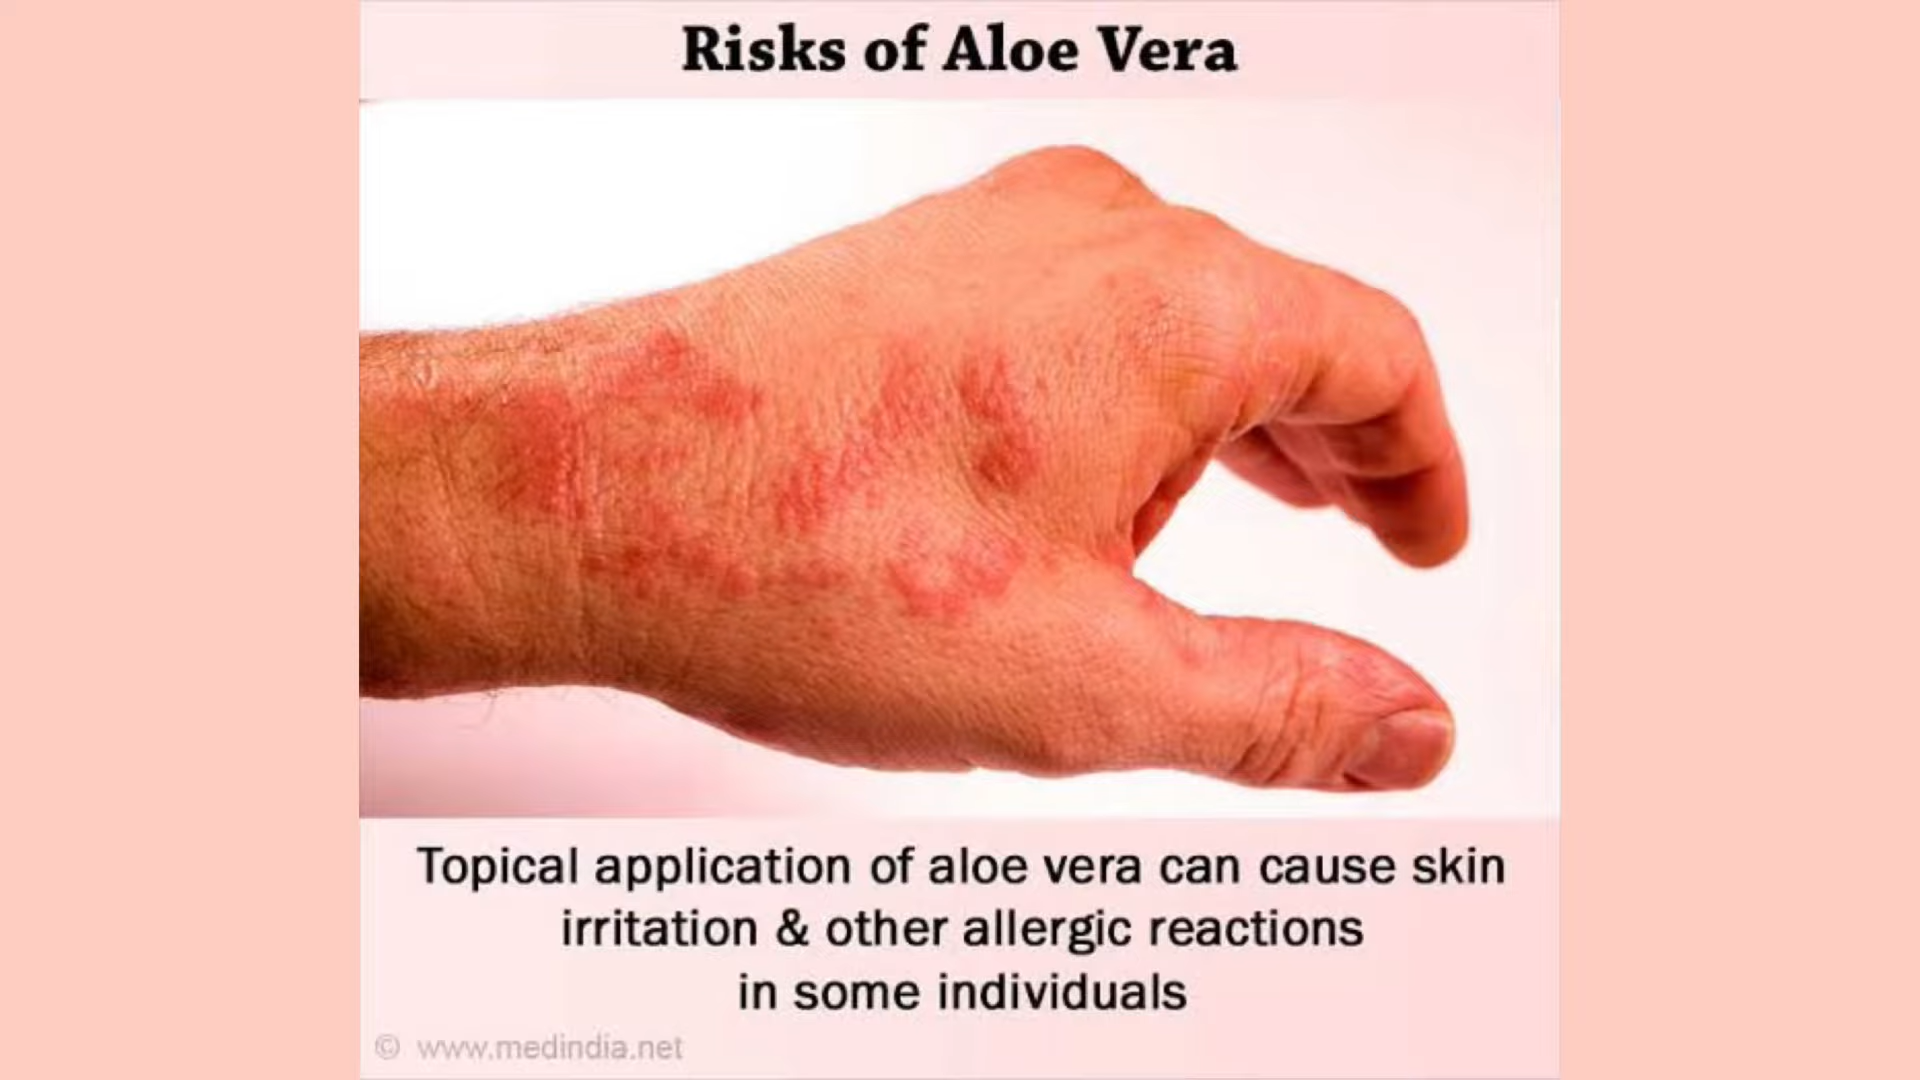 Risks of Aloe Vera
Topical application of aloe vera can cause skin
irritation & other allergic reactions
in some individuals
© www.medindia.net